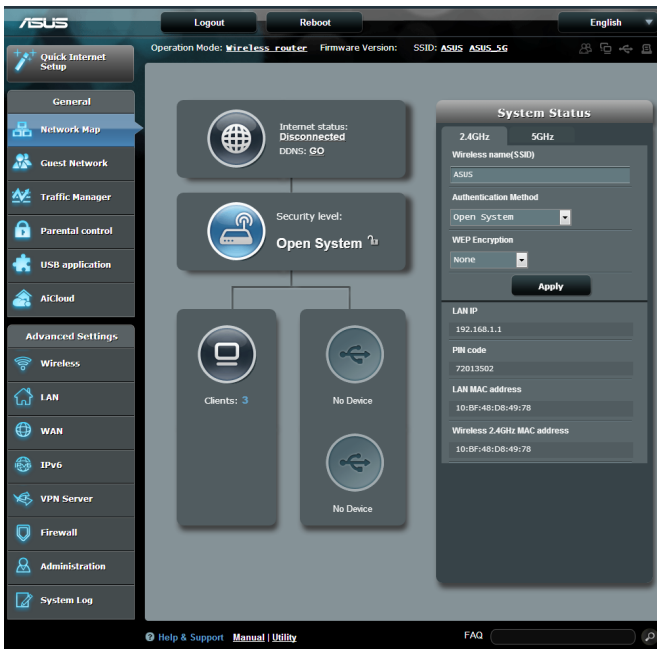 ASUS
Logout
Reboot
English
Operation Mode: Wireless router Firmware Version: SSID: ASUS ASUS_5G
Quick Internet
Setup
General
Network Map
Guest Network
Traffic Manager
Parental control
USB application
AiCloud
Advanced Settings
Wireless
LAN
WAN
IPv6
VPN Server
Firewall
Administration
System Log
Internet status:
Disconnected
DDNS: GO
Security level:
Open System
Clients: 3
No Device
No Device
System Status
2.4GHz
5GHz
Wireless name(SSID)
ASUS
Authentication Method
Open System
WEP Encryption
None
Apply
LAN IP
192.168.1.1
PIN code
72013502
LAN MAC address
10:BF:48:D8:49:78
Wireless 2.4GHz MAC address
10:BF:48:D8:49:78
Help & Support Manual | Utility
FAQ